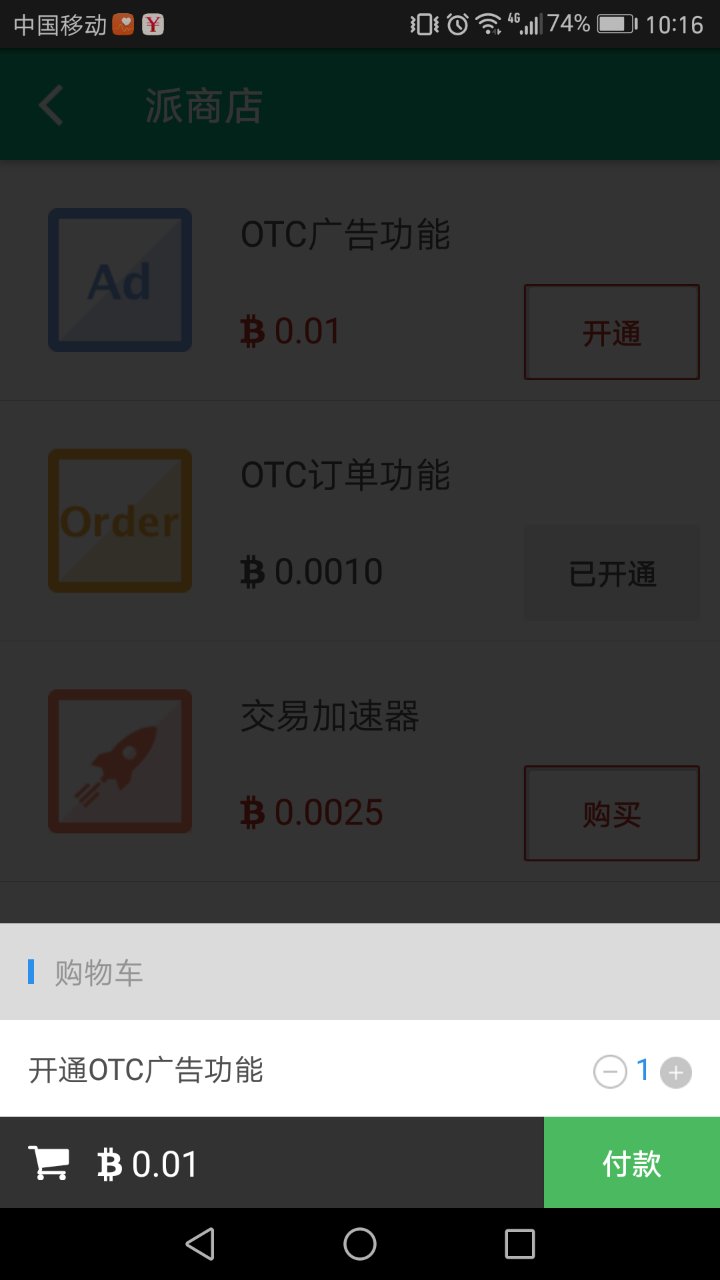 中国移动 ¥ 4G 74% 10:16
派商店
Ad
OTC广告功能
₿ 0.01
开通
Order
OTC订单功能
₿ 0.0010
已开通
交易加速器
₿ 0.0025
购买
购物车
开通OTC广告功能
1
₿ 0.01
付款